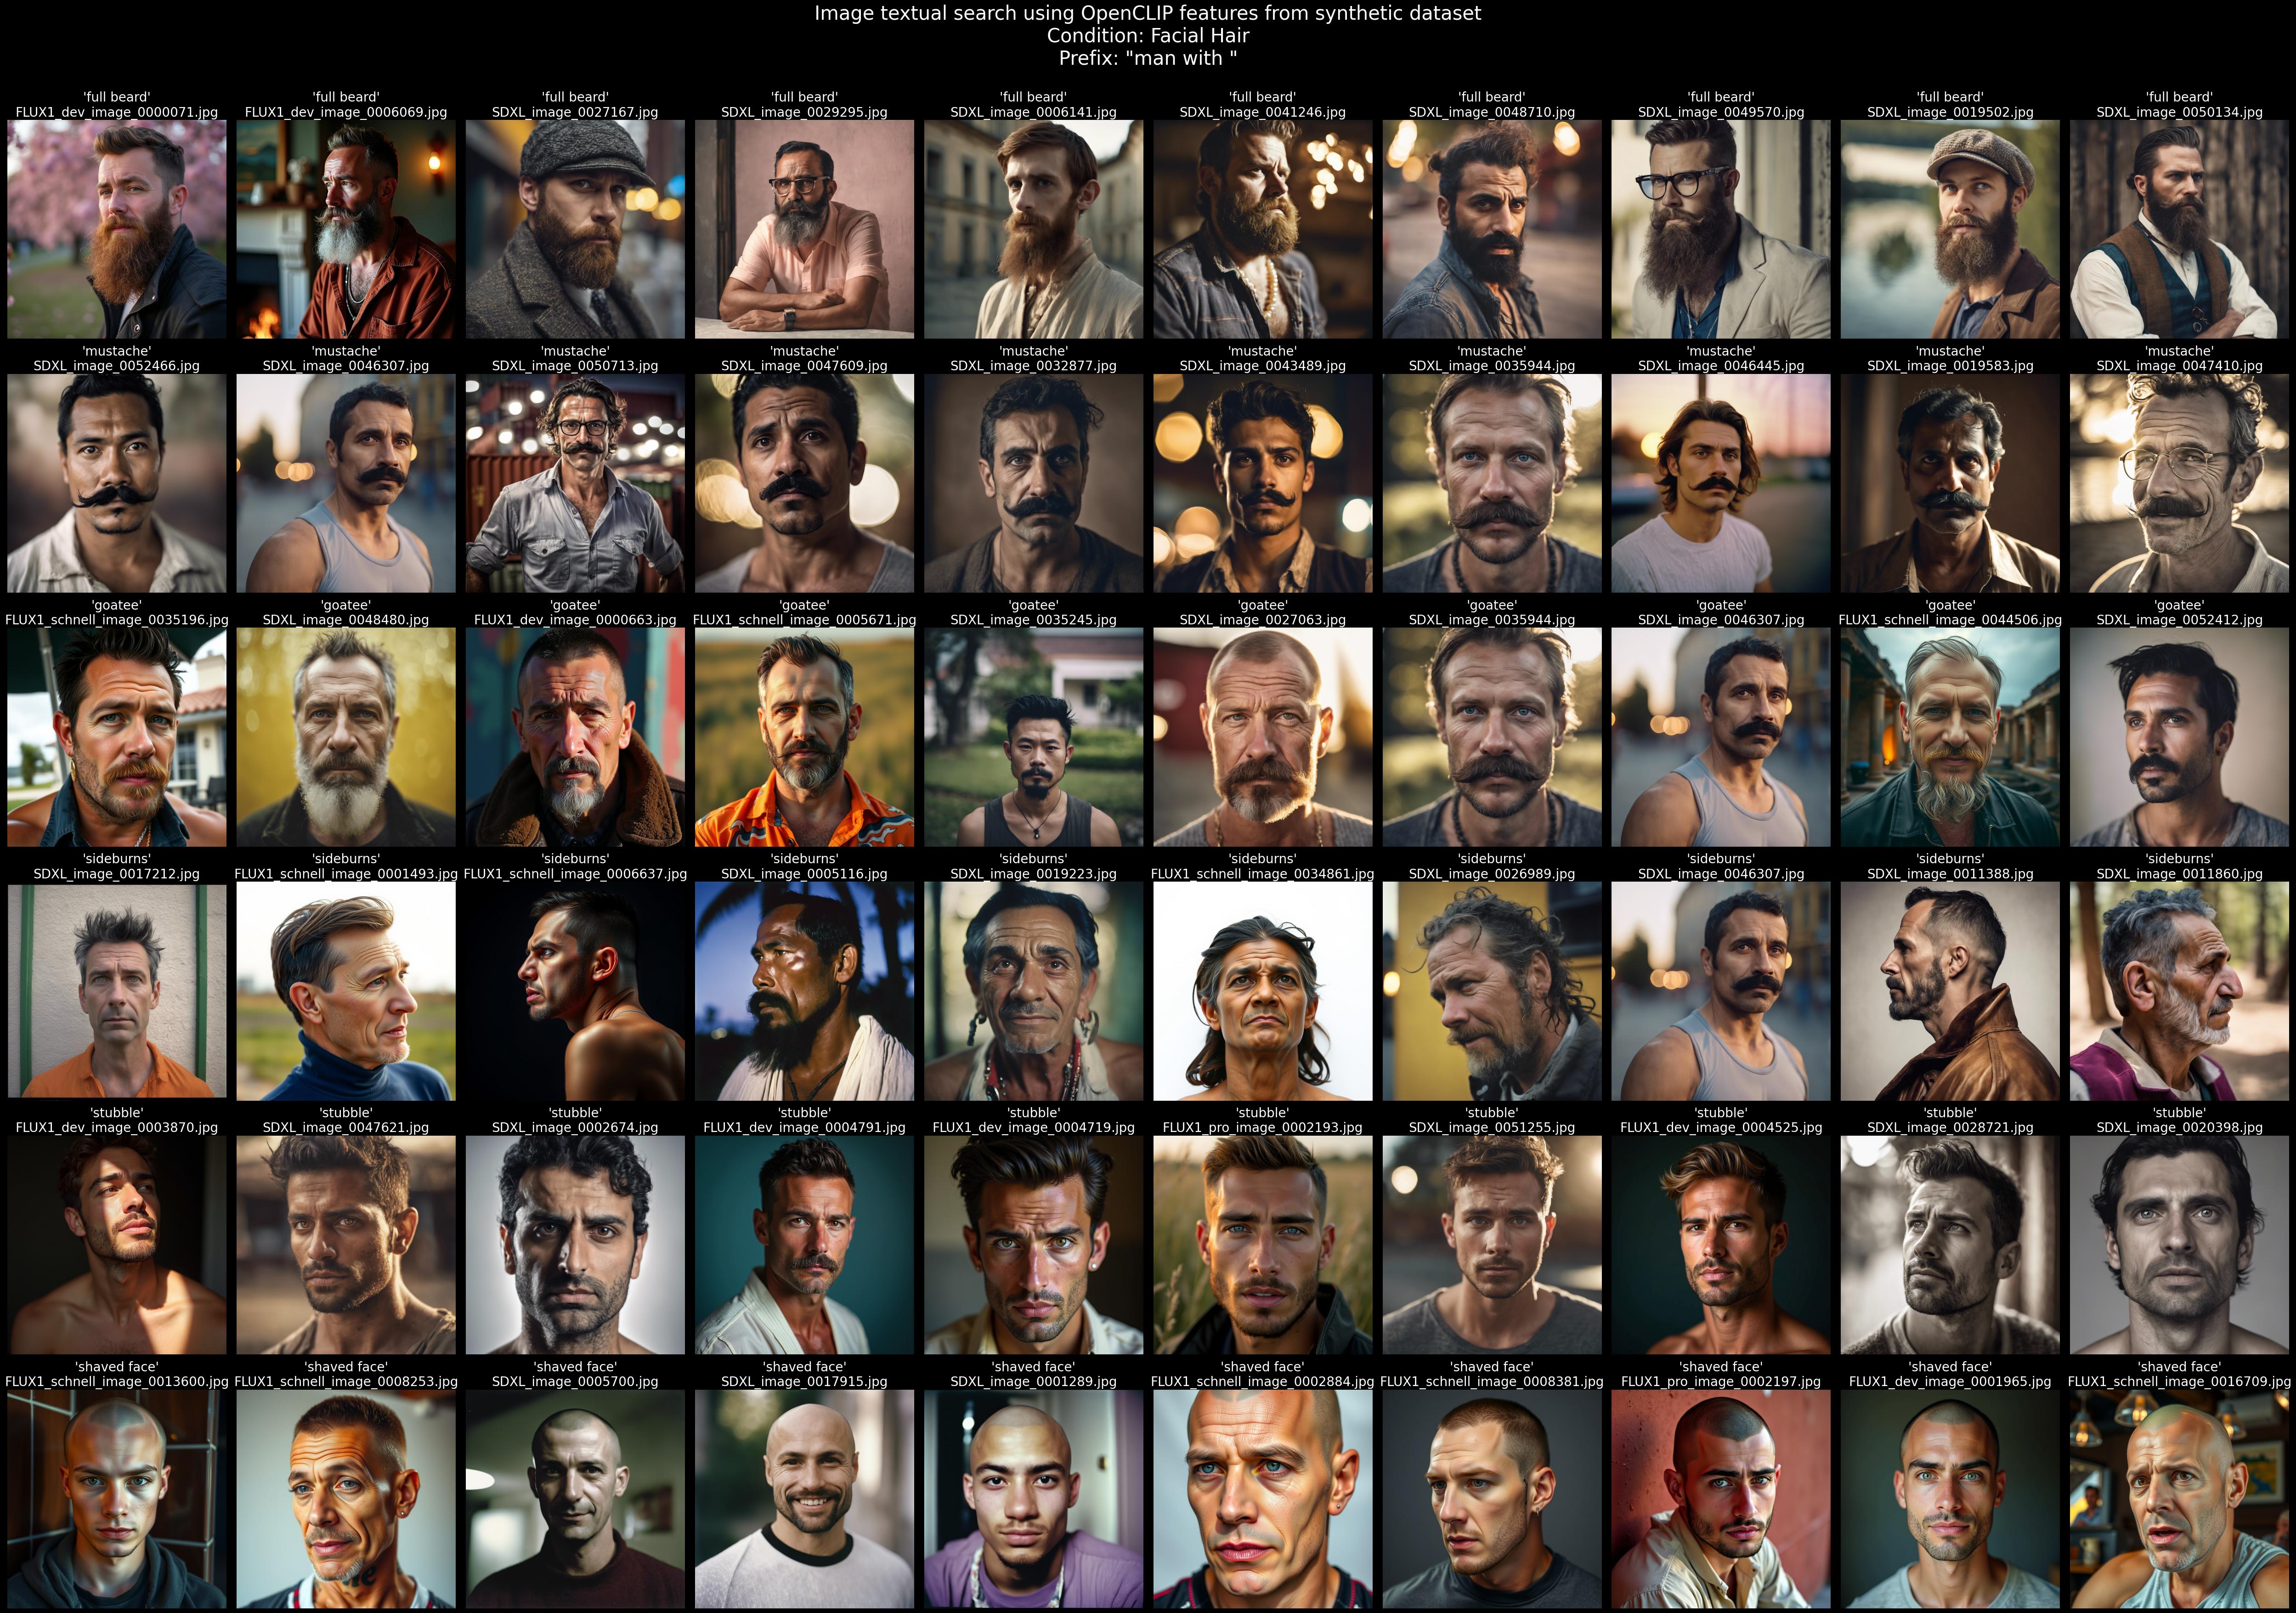 Image textual search using OpenCLIP features from synthetic dataset
Condition: Facial Hair
Prefix: "man with "
'full beard' 'full beard' 'full beard' 'full beard' 'full beard' 'full beard' 'full beard' 'full beard' 'full beard' 'full beard'
FLUX1_dev_image_0000071.jpg FLUX1_dev_image_0006069.jpg SDXL_image_0027167.jpg SDXL_image_0029295.jpg SDXL_image_0006141.jpg SDXL_image_0041246.jpg SDXL_image_0048710.jpg SDXL_image_0049570.jpg SDXL_image_0019502.jpg SDXL_image_0050134.jpg
'mustache' 'mustache' 'mustache' 'mustache' 'mustache' 'mustache' 'mustache' 'mustache' 'mustache' 'mustache'
SDXL_image_0052466.jpg SDXL_image_0046307.jpg SDXL_image_0050713.jpg SDXL_image_0047609.jpg SDXL_image_0032877.jpg SDXL_image_0043489.jpg SDXL_image_0035944.jpg SDXL_image_0046445.jpg SDXL_image_0019583.jpg SDXL_image_0047410.jpg
'goatee' 'goatee' 'goatee' 'goatee' 'goatee' 'goatee' 'goatee' 'goatee' 'goatee' 'goatee'
FLUX1_schnell_image_0035196.jpg SDXL_image_0048480.jpg FLUX1_dev_image_0000663.jpg FLUX1_schnell_image_0005671.jpg SDXL_image_0035245.jpg SDXL_image_0027063.jpg SDXL_image_0035944.jpg SDXL_image_0046307.jpg FLUX1_schnell_image_0044506.jpg SDXL_image_0052412.jpg
'sideburns' 'sideburns' 'sideburns' 'sideburns' 'sideburns' 'sideburns' 'sideburns' 'sideburns' 'sideburns' 'sideburns'
SDXL_image_0017212.jpg FLUX1_schnell_image_0001493.jpg FLUX1_schnell_image_0006637.jpg SDXL_image_0005116.jpg SDXL_image_0019223.jpg FLUX1_schnell_image_0034861.jpg SDXL_image_0026989.jpg SDXL_image_0046307.jpg SDXL_image_0011388.jpg SDXL_image_0011860.jpg
'stubble' 'stubble' 'stubble' 'stubble' 'stubble' 'stubble' 'stubble' 'stubble' 'stubble' 'stubble'
FLUX1_dev_image_0003870.jpg SDXL_image_0047621.jpg SDXL_image_0002674.jpg FLUX1_dev_image_0004791.jpg FLUX1_dev_image_0004719.jpg FLUX1_pro_image_0002193.jpg SDXL_image_0051255.jpg FLUX1_dev_image_0004525.jpg SDXL_image_0028721.jpg SDXL_image_0020398.jpg
'shaved face' 'shaved face' 'shaved face' 'shaved face' 'shaved face' 'shaved face' 'shaved face' 'shaved face' 'shaved face' 'shaved face'
FLUX1_schnell_image_0013600.jpg FLUX1_schnell_image_0008253.jpg SDXL_image_0005700.jpg SDXL_image_0017915.jpg SDXL_image_0001289.jpg FLUX1_schnell_image_0002884.jpg FLUX1_schnell_image_0008381.jpg FLUX1_pro_image_0002197.jpg FLUX1_dev_image_0001965.jpg FLUX1_schnell_image_0016709.jpg